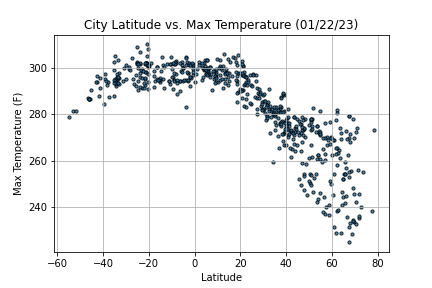 City Latitude vs. Max Temperature (01/22/23)
300
280
260
240
Max Temperature (F)
−60 −40 −20 0 20 40 60 80
Latitude